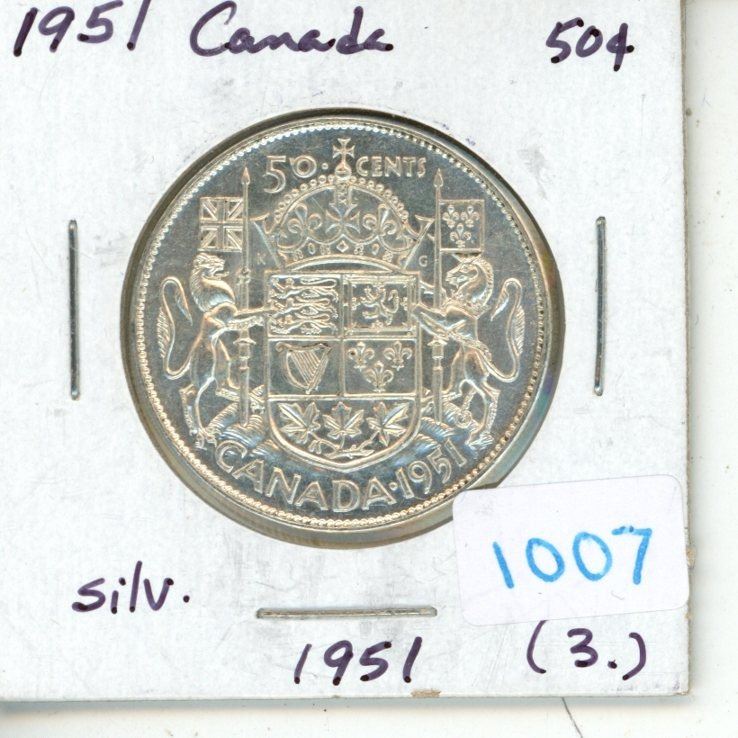 1951 Canada 50¢
50 · CENTS
K G
CANADA · 1951
1007
silv.
1951 (3.)